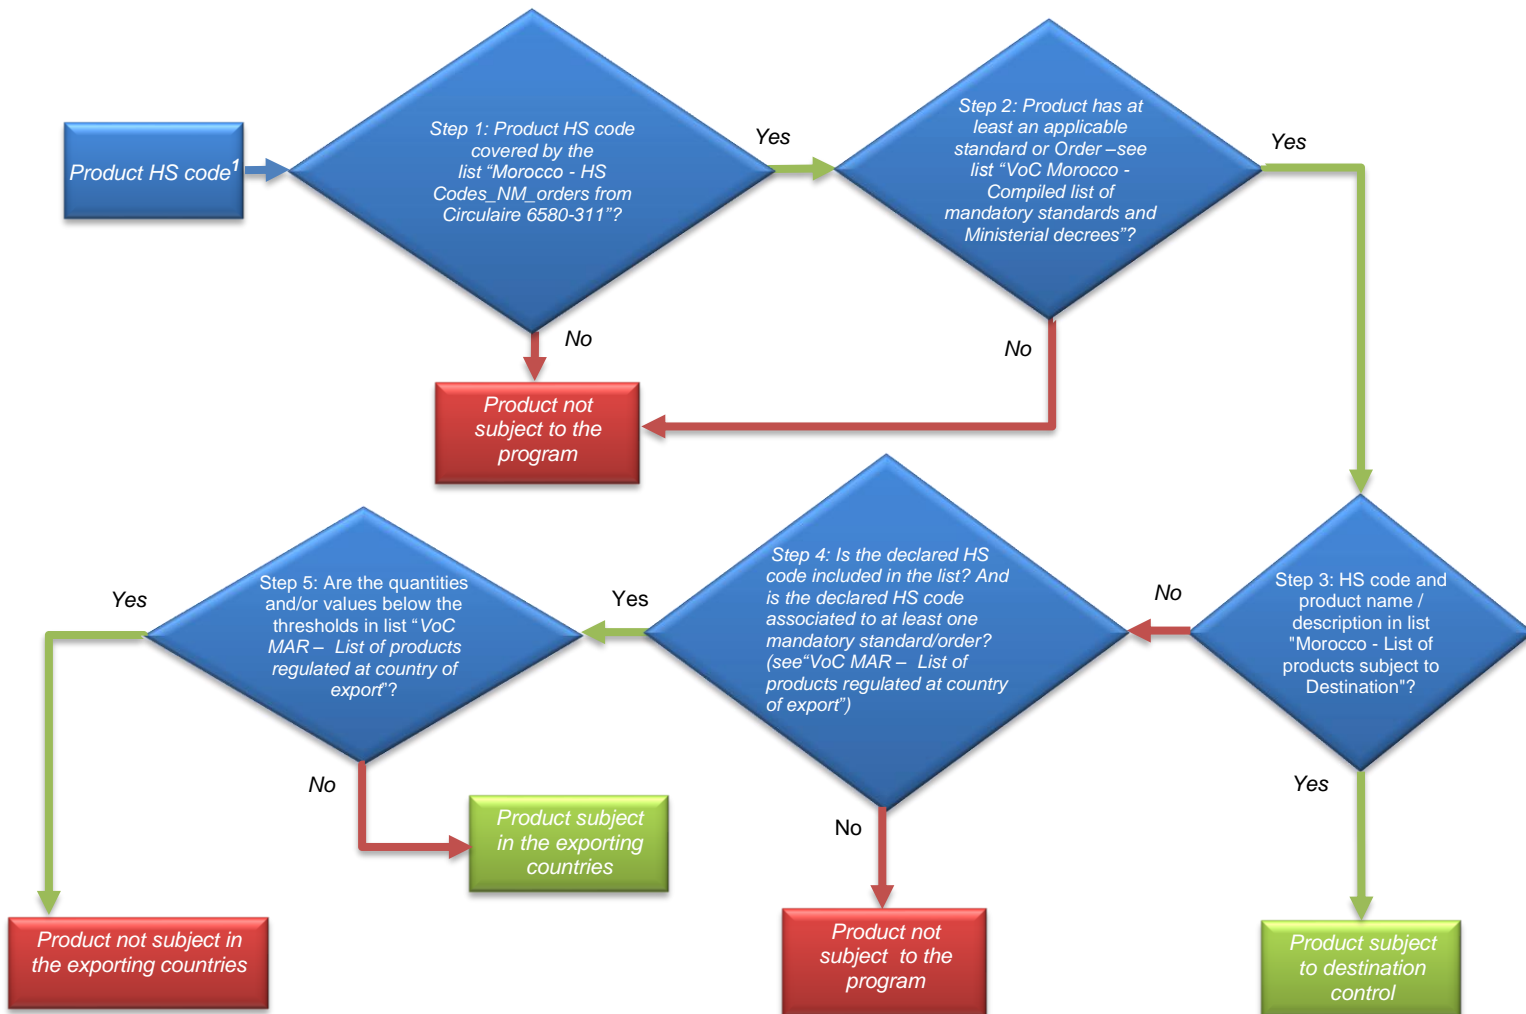 Product HS code1
Step 1: Product HS code
covered by the
list “Morocco - HS
Codes_NM_orders from
Circulaire 6580-311”?
Yes
No
Step 2: Product has at
least an applicable
standard or Order –see
list “VoC Morocco -
Compiled list of
mandatory standards and
Ministerial decrees”?
Yes
No
Product not
subject to the
program
Step 3: HS code and
product name /
description in list
"Morocco - List of
products subject to
Destination"?
No
Yes
Step 4: Is the declared HS
code included in the list? And
is the declared HS code
associated to at least one
mandatory standard/order?
(see“VoC MAR – List of
products regulated at country
of export”)
Yes
No
Step 5: Are the quantities
and/or values below the
thresholds in list “VoC
MAR – List of products
regulated at country of
export”?
Yes
No
Product subject
in the exporting
countries
Product not subject in
the exporting countries
Product not
subject to the
program
Product subject
to destination
control